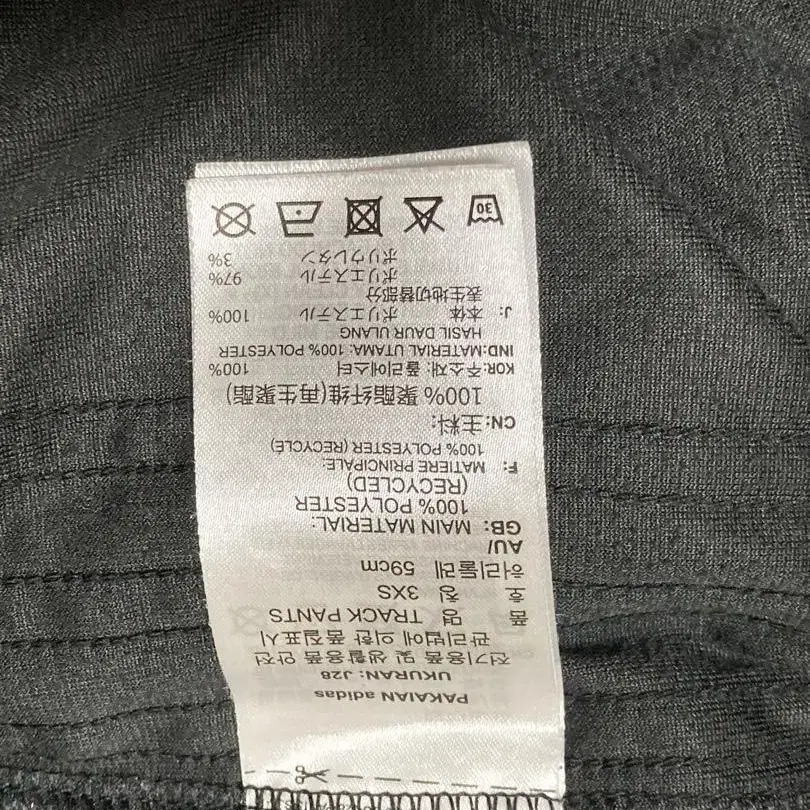 PAKAIAN adidas
UKURAN: J28
전기용품 및 생활용품 안전
관리법에 의한 품질표시
품 명 TRACK PANTS
호 칭 3XS
허리둘레 59cm
AU/
GB: MAIN MATERIAL:
100% POLYESTER
(RECYCLED)
F: MATIERE PRINCIPALE:
100% POLYESTER (RECYCLÉ)
CN: 主料:
100% 聚酯纤维(再生聚酯)
KOR: 주소재: 폴리에스터 100%
IND: MATERIAL UTAMA: 100% POLYESTER
HASIL DAUR ULANG
J: 本体 ポリエステル 100%
表生地切替部分
ポリエステル 97%
ポリウレタン 3%
30